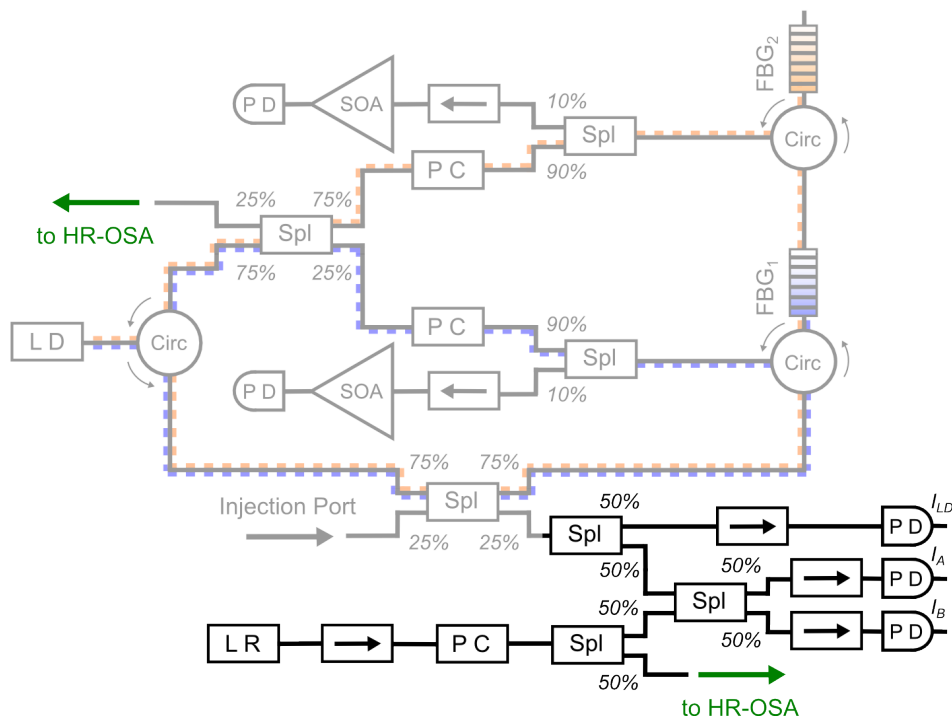 FBG2
10%
P D
SOA
Spl
Circ
P C
90%
25%
75%
to HR-OSA
Spl
75%
25%
FBG1
L D
Circ
P C
90%
Spl
Circ
P D
SOA
10%
75%
75%
Injection Port
Spl
25%
25%
50%
ILD
Spl
P D
50%
50%
IA
P D
50%
Spl
IB
L R
P C
Spl
50%
P D
50%
to HR-OSA